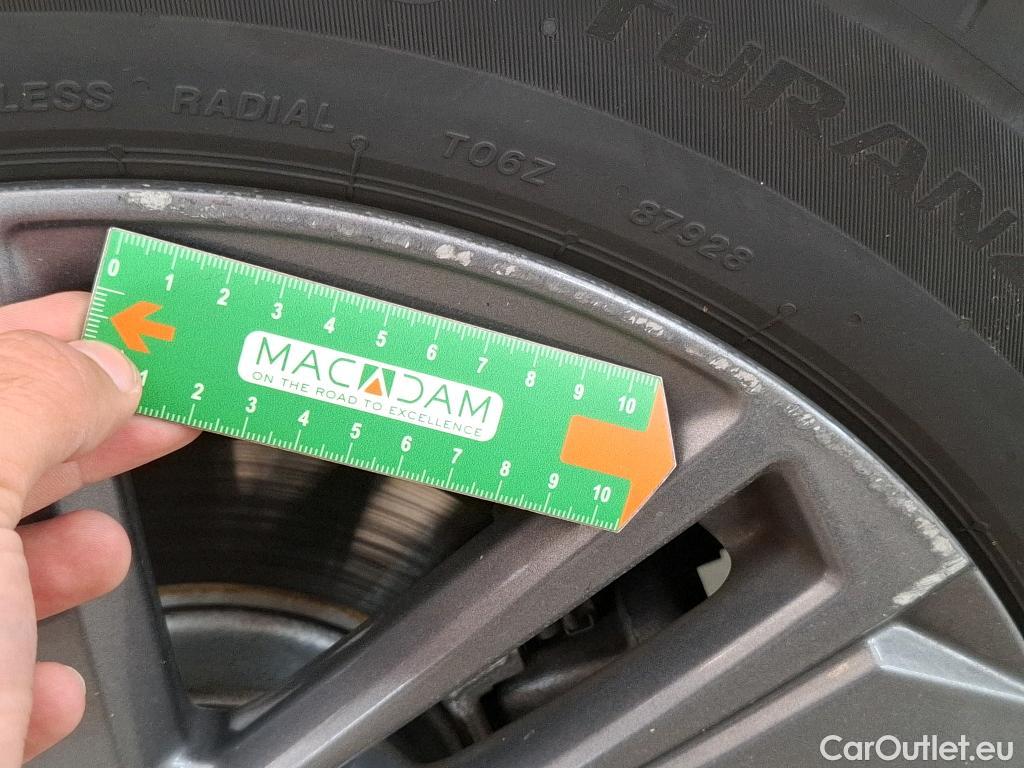 TURAN
LESS RADIAL T06Z 87928
0 1 2 3 4 5 6 7 8 9 10
MACADAM
ON THE ROAD TO EXCELLENCE
1 2 3 4 5 6 7 8 9 10
CarOutlet.eu